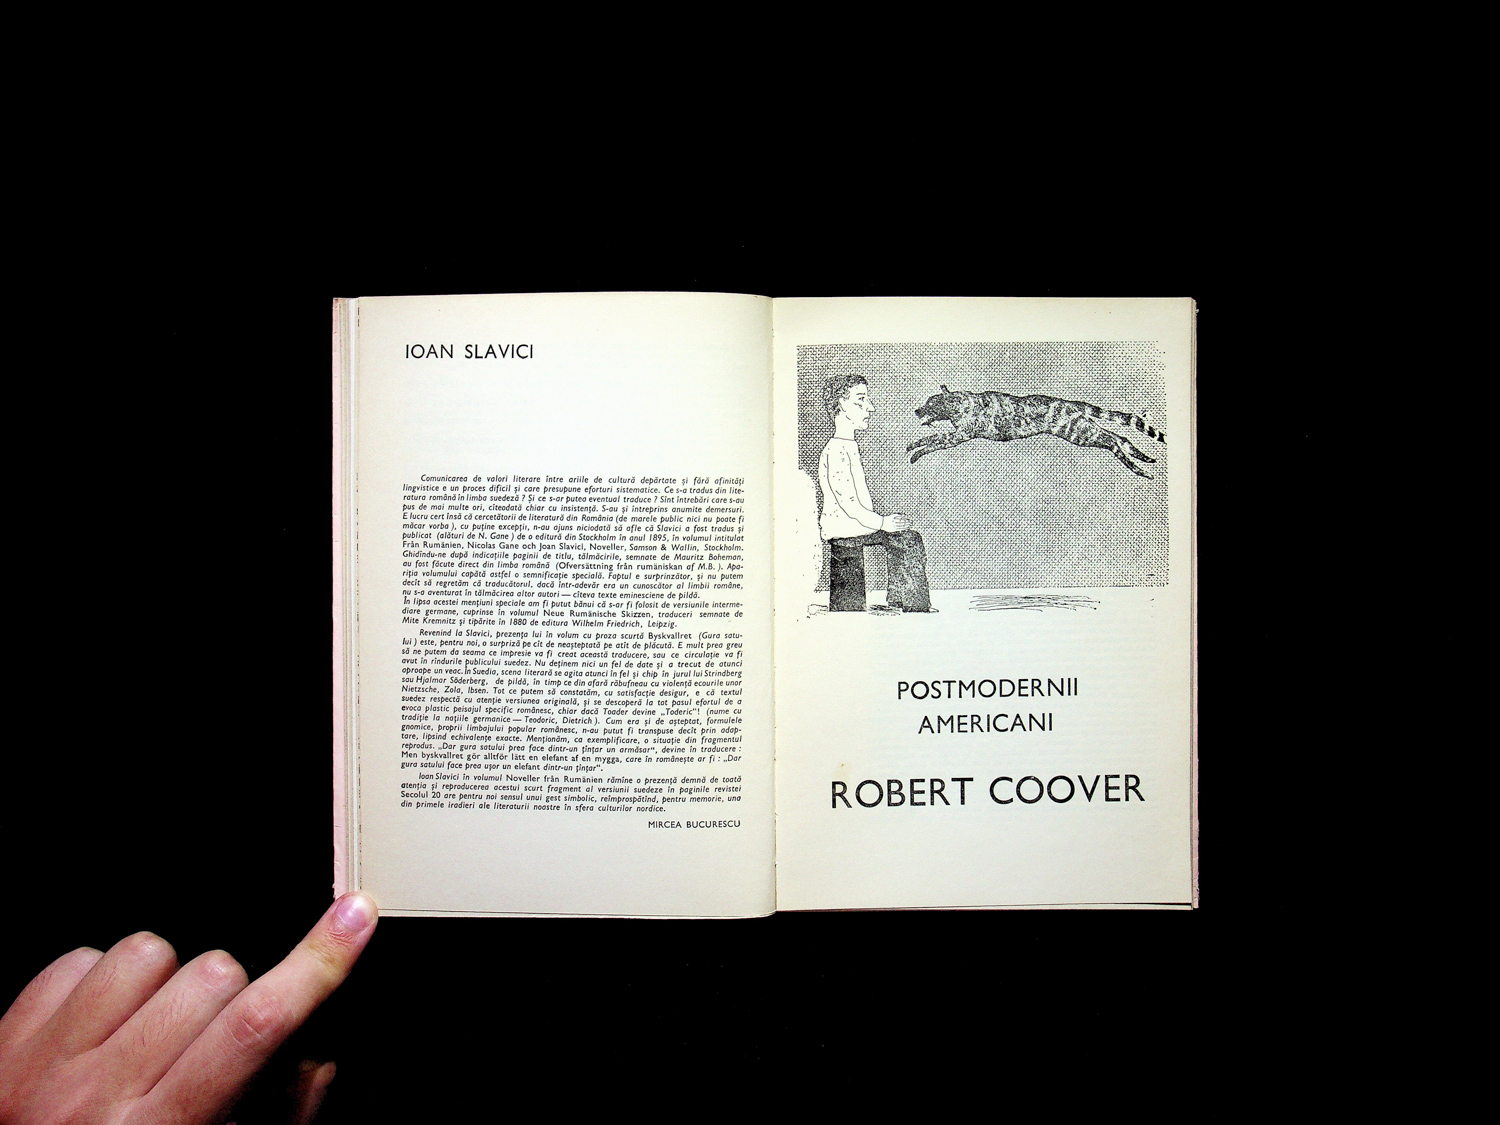 IOAN SLAVICI
Comunicarea de valori literare între ariile de cultură depărtate și fără afinități
lingvistice e un proces dificil și care presupune eforturi sistematice. Ce s-a tradus din lite-
ratura română în limba suedeză ? Și ce s-ar putea eventual traduce ? Sînt întrebări care s-au
pus de mai multe ori, cîteodată chiar cu insistență. S-au și întreprins anumite demersuri.
E lucru cert însă că cercetătorii de literatură din România (de marele public nici nu poate fi
măcar vorba ), cu puține excepții, n-au ajuns niciodată să afle că Slavici a fost tradus și
publicat (alături de N. Gane ) de o editură din Stockholm în anul 1895, în volumul intitulat
Från Rumänien, Nicolas Gane och Joan Slavici, Noveller, Samson & Wallin, Stockholm.
Ghidîndu-ne după indicațiile paginii de titlu, tălmăcirile, semnate de Mauritz Boheman,
au fost făcute direct din limba română (Ofversättning från rumäniskan af M.B. ). Apa-
riția volumului capătă astfel o semnificație specială. Faptul e surprinzător, și nu putem
decît să regretăm că traducătorul, dacă într-adevăr era un cunoscător al limbii române,
nu s-a aventurat în tălmăcirea altor autori — cîteva texte eminesciene de pildă.
În lipsa acestei mențiuni speciale am fi putut bănui că s-ar fi folosit de versiunile interme-
diare germane, cuprinse în volumul Neue Rumänische Skizzen, traduceri semnate de
Mite Kremnitz și tipărite în 1880 de editura Wilhelm Friedrich, Leipzig.
Revenind la Slavici, prezența lui în volum cu proza scurtă Byskvallret (Gura satu-
lui ) este, pentru noi, o surpriză pe cît de neașteptată pe atît de plăcută. E mult prea greu
să ne putem da seama ce impresie va fi creat această traducere, sau ce circulație va fi
avut în rîndurile publicului suedez. Nu deținem nici un fel de date și a trecut de atunci
aproape un veac. În Suedia, scena literară se agita atunci în fel și chip în jurul lui Strindberg
sau Hjalmar Säderberg, de pildă, în timp ce din afară răbufneau cu violență ecourile unor
Nietzsche, Zola, Ibsen. Tot ce putem să constatăm, cu satisfacție desigur, e că textul
suedez respectă cu atenție versiunea originală, și se descoperă la tot pasul efortul de a
evoca plastic peisajul specific românesc, chiar dacă Toader devine „Toderic"! (nume cu
tradiție la națiile germanice — Teodoric, Dietrich ). Cum era și de așteptat, formulele
gnomice, proprii limbajului popular românesc, n-au putut fi transpuse decît prin adap-
tare, lipsind echivalențe exacte. Menționăm, ca exemplificare, o situație din fragmentul
reprodus. „Dar gura satului prea face dintr-un țînțar un armăsar", devine în traducere :
Men byskvallret gör alltför lätt en elefant af en mygga, care în românește ar fi : „Dar
gura satului face prea ușor un elefant dintr-un țînțar".
Ioan Slavici în volumul Noveller från Rumänien rămîne o prezență demnă de toată
atenția și reproducerea acestui scurt fragment al versiunii suedeze în paginile revistei
Secolul 20 are pentru noi sensul unui gest simbolic, reîmprospătînd, pentru memorie, una
din primele iradieri ale literaturii noastre în sfera culturilor nordice.
MIRCEA BUCURESCU
POSTMODERNII
AMERICANI
ROBERT COOVER